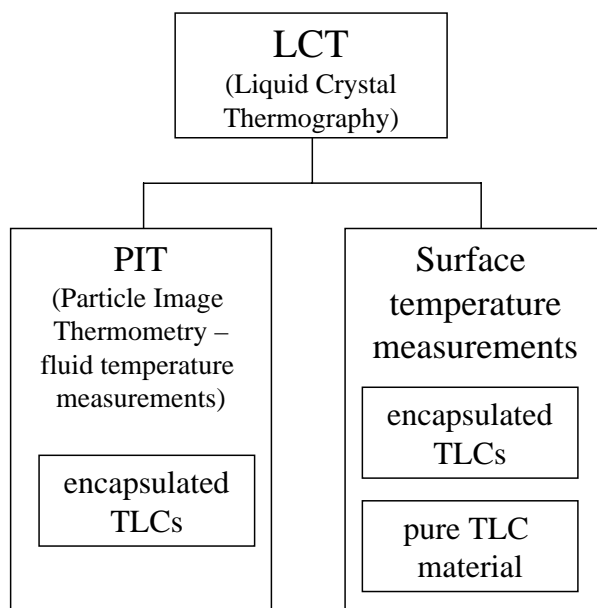 LCT
(Liquid Crystal
Thermography)
PIT
(Particle Image
Thermometry –
fluid temperature
measurements)
encapsulated
TLCs
Surface
temperature
measurements
encapsulated
TLCs
pure TLC
material